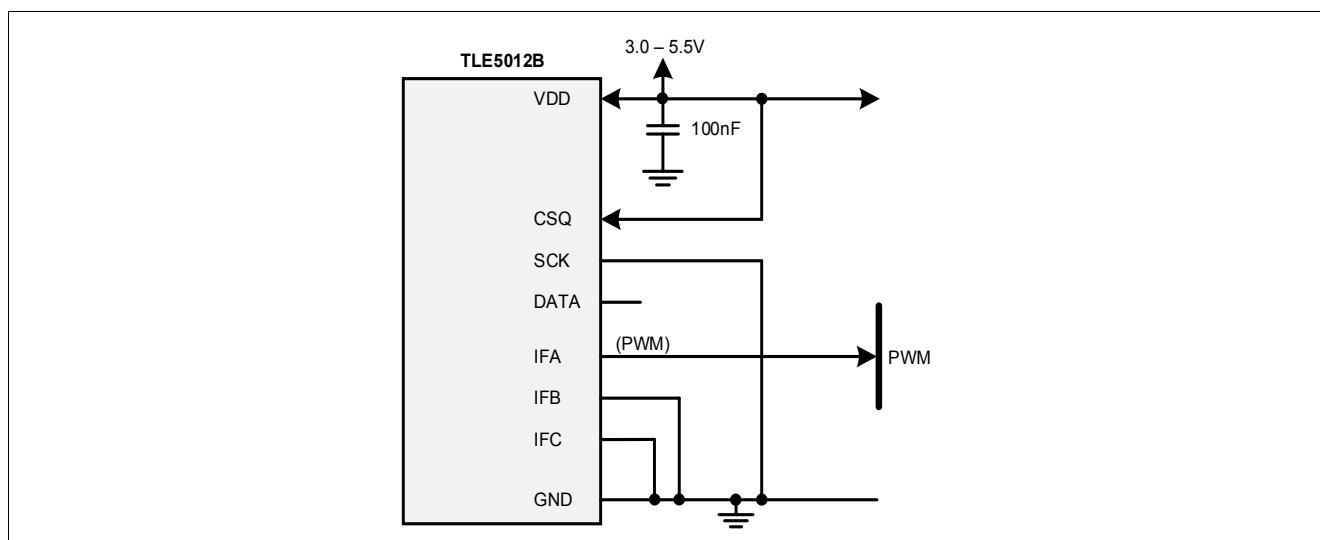 3.0 – 5.5V
TLE5012B
VDD
100nF
CSQ
SCK
DATA
IFA
(PWM)
PWM
IFB
IFC
GND